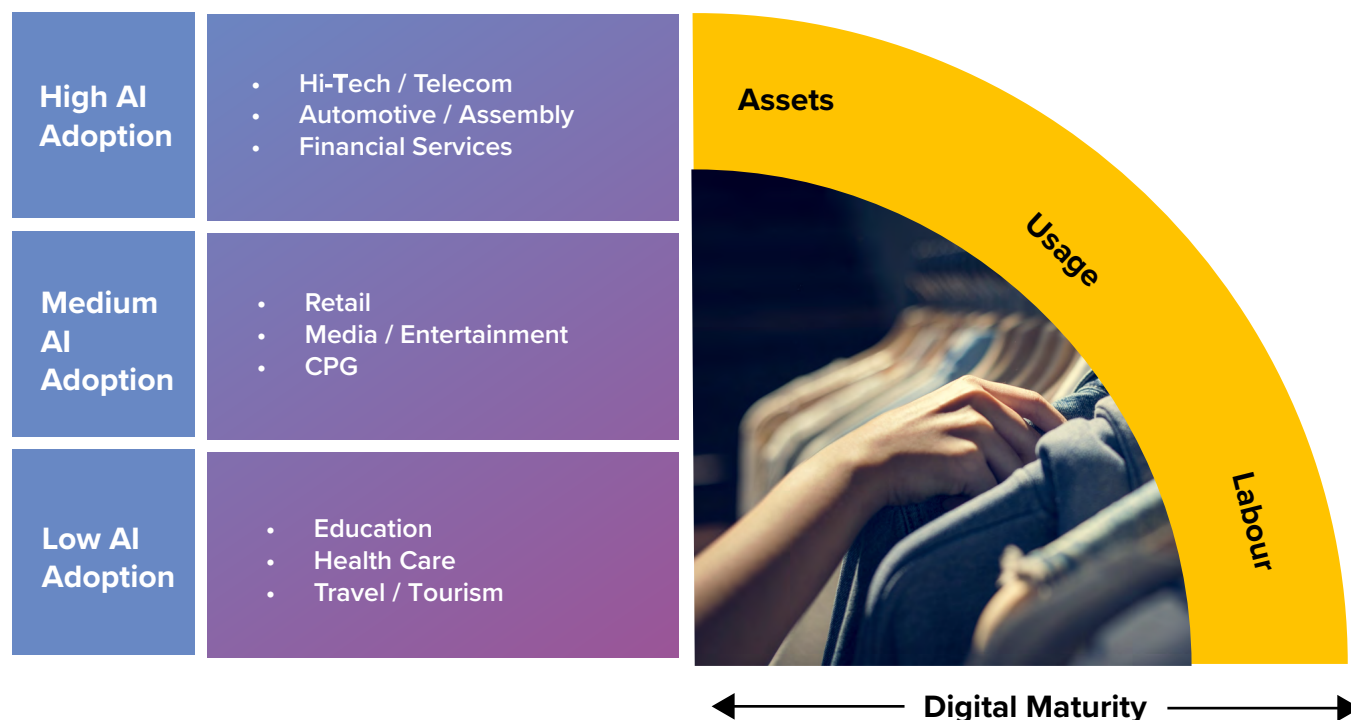 High AI
Adoption
• Hi-Tech / Telecom
• Automotive / Assembly
• Financial Services
Medium
AI
Adoption
• Retail
• Media / Entertainment
• CPG
Low AI
Adoption
• Education
• Health Care
• Travel / Tourism
Assets
Usage
Labour
Digital Maturity